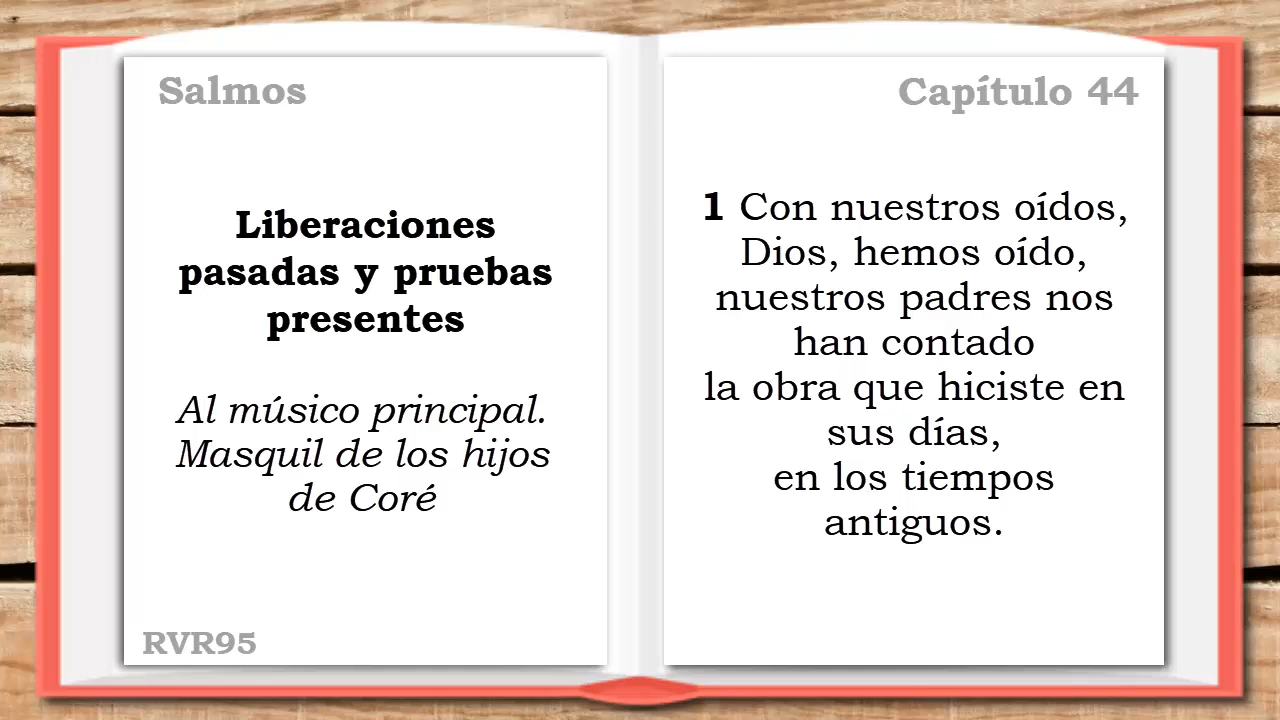 Salmos
Liberaciones
pasadas y pruebas
presentes
Al músico principal.
Masquil de los hijos
de Coré
RVR95
Capítulo 44
1 Con nuestros oídos,
Dios, hemos oído,
nuestros padres nos
han contado
la obra que hiciste en
sus días,
en los tiempos
antiguos.